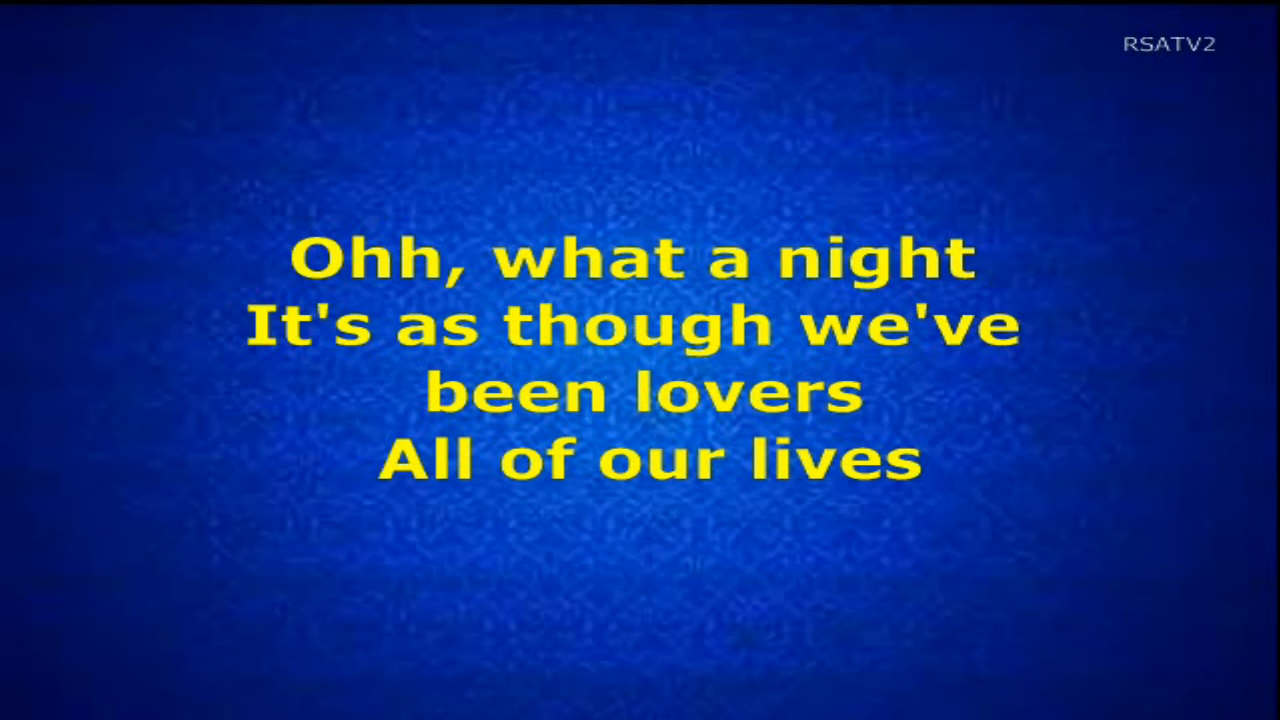 RSATV2
Ohh, what a night
It's as though we've
been lovers
All of our lives